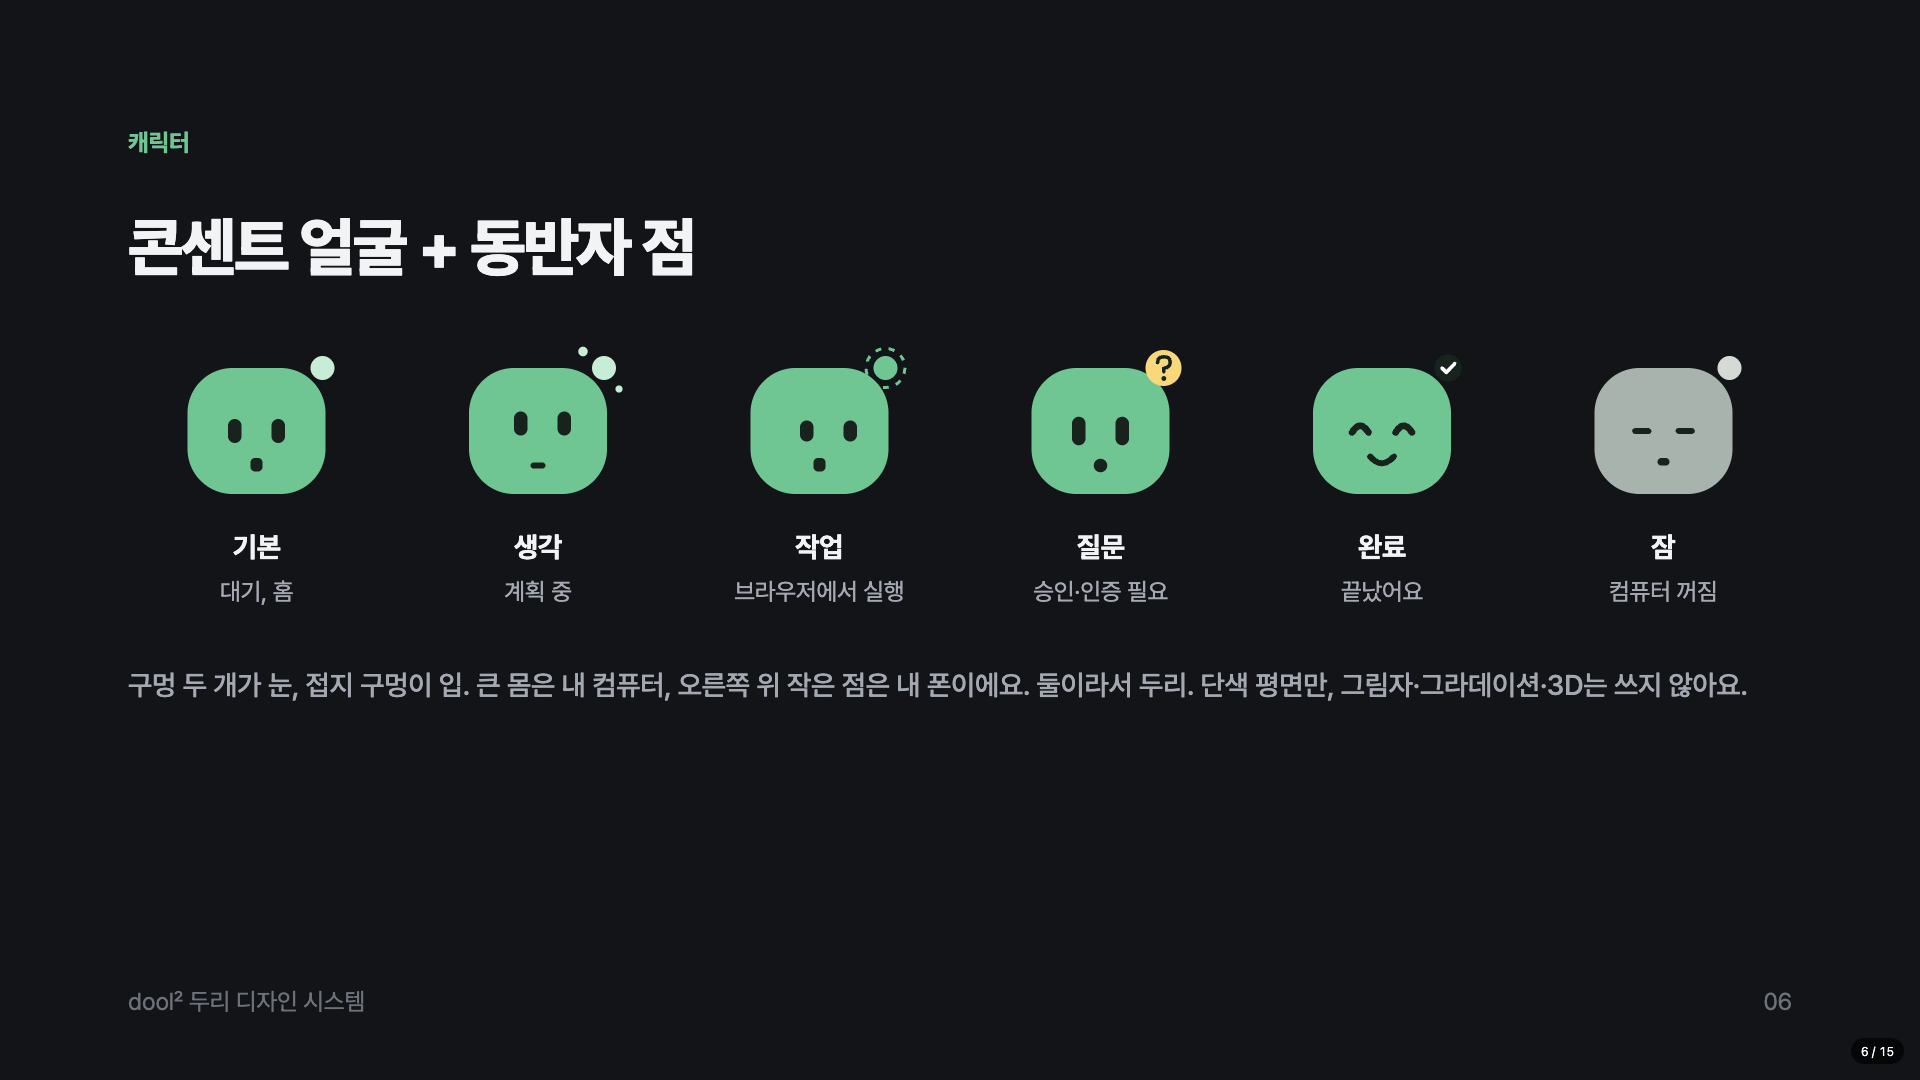 캐릭터
콘센트 얼굴 + 동반자 점
?
기본
대기, 홈
생각
계획 중
작업
브라우저에서 실행
질문
승인·인증 필요
완료
끝났어요
잠
컴퓨터 꺼짐
구멍 두 개가 눈, 접지 구멍이 입. 큰 몸은 내 컴퓨터, 오른쪽 위 작은 점은 내 폰이에요. 둘이라서 두리. 단색 평면만, 그림자·그라데이션·3D는 쓰지 않아요.
dool² 두리 디자인 시스템
06
6 / 15